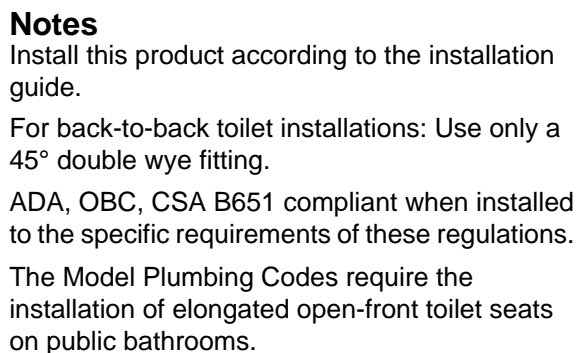 Notes
Install this product according to the installation
guide.
For back-to-back toilet installations: Use only a
45° double wye fitting.
ADA, OBC, CSA B651 compliant when installed
to the specific requirements of these regulations.
The Model Plumbing Codes require the
installation of elongated open-front toilet seats
on public bathrooms.